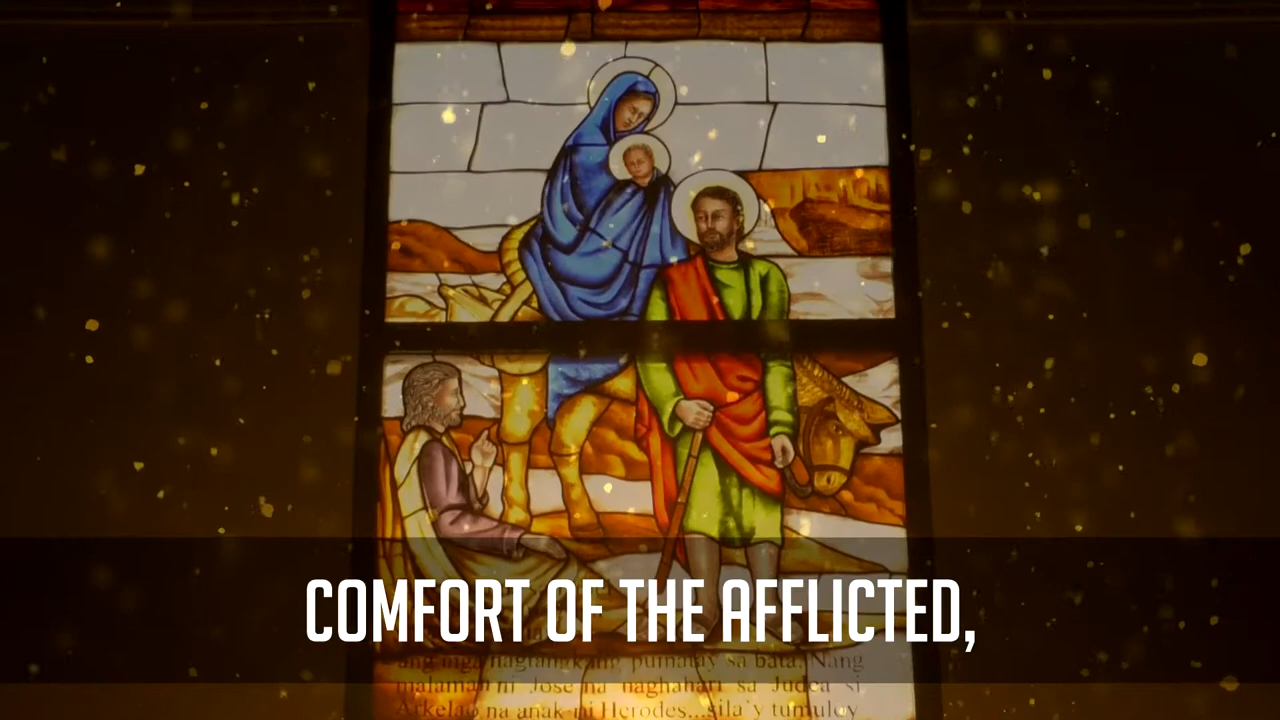 COMFORT OF THE AFFLICTED,
ang mga nagtangkang pumatay sa bata. Nang
malaman ni Jose na naghahari sa Judea si
Arkelao na anak ni Herodes...sila'y tumuloy